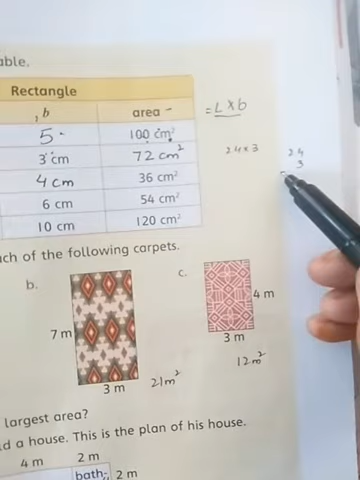 able.
Rectangle
, b area -
= L × b
5 100 cm²
3 cm 72 cm²
24 × 3
24
3
4 cm 36 cm²
6 cm 54 cm²
10 cm 120 cm²
ch of the following carpets.
b.
c.
7 m
4 m
3 m
3 m
21m²
12m²
largest area?
ld a house. This is the plan of his house.
4 m 2 m
bath- 2 m